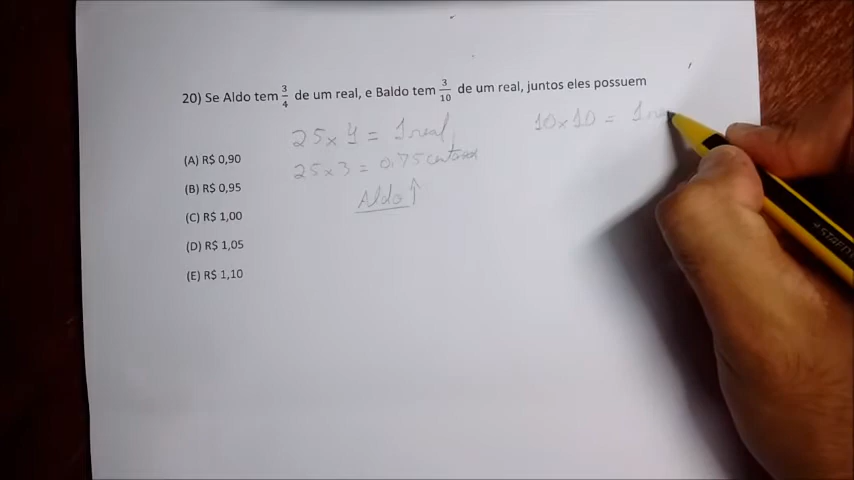 20) Se Aldo tem 3/4 de um real, e Baldo tem 3/10 de um real, juntos eles possuem
25 x 4 = 1 real
10 x 10 = 1
25 x 3 = 0,75 centavos
Aldo ↑
(A) R$ 0,90
(B) R$ 0,95
(C) R$ 1,00
(D) R$ 1,05
(E) R$ 1,10